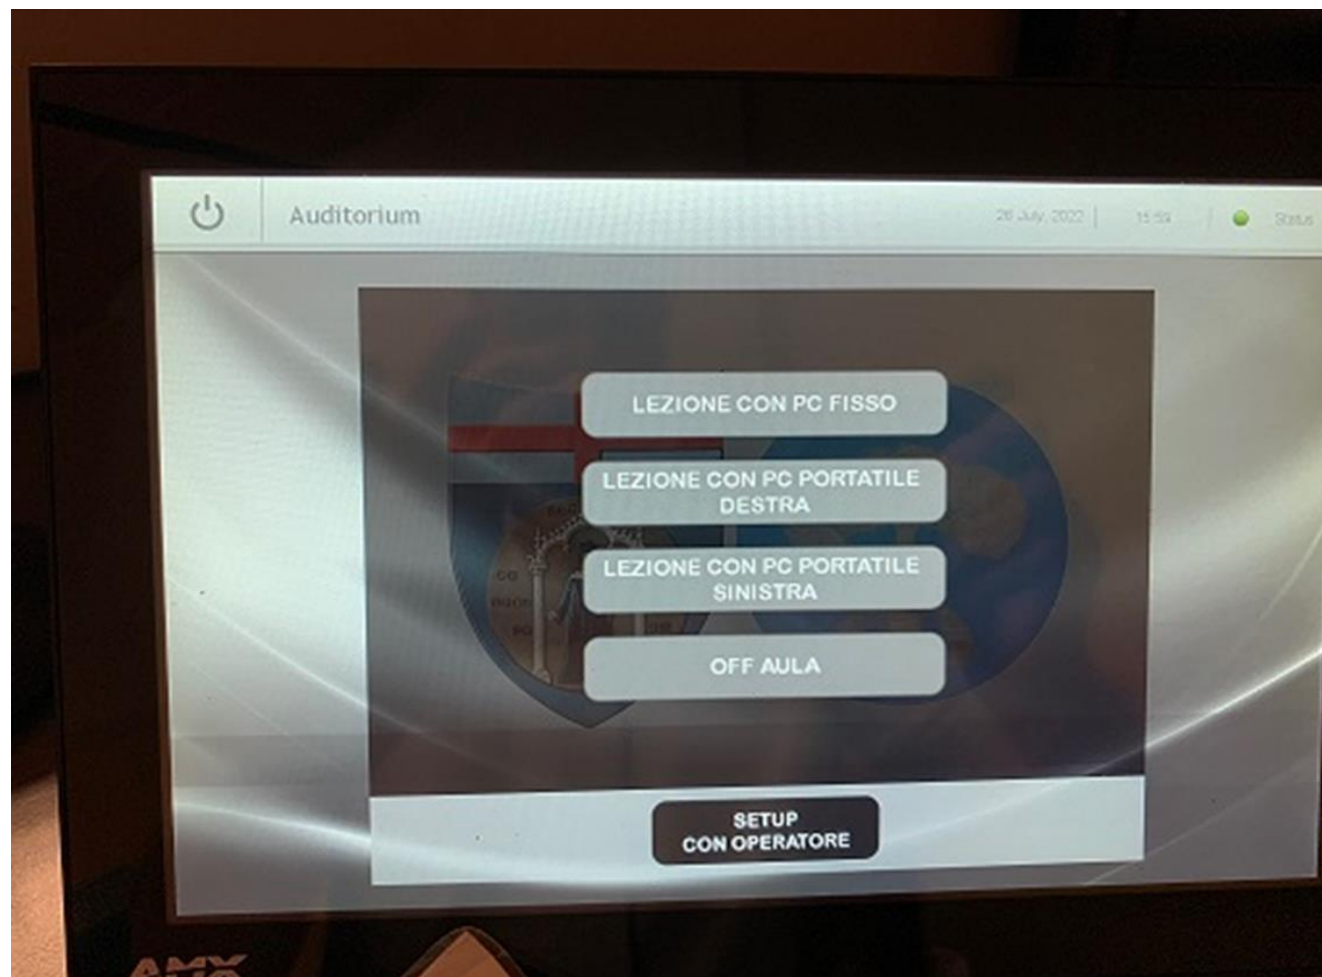 Auditorium
26 July, 2022
15:59
Status
LEZIONE CON PC FISSO
LEZIONE CON PC PORTATILE
DESTRA
LEZIONE CON PC PORTATILE
SINISTRA
OFF AULA
SETUP
CON OPERATORE
AMX